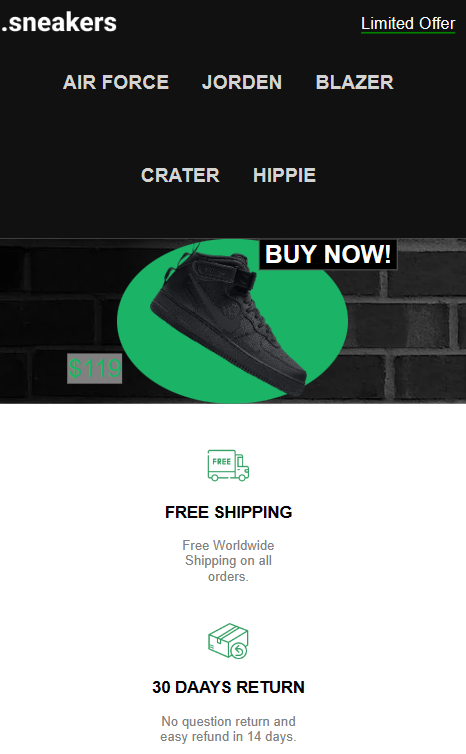 .sneakers
Limited Offer
AIR FORCE JORDEN BLAZER
CRATER HIPPIE
BUY NOW!
$119
FREE
FREE SHIPPING
Free Worldwide
Shipping on all
orders.
30 DAAYS RETURN
No question return and
easy refund in 14 days.